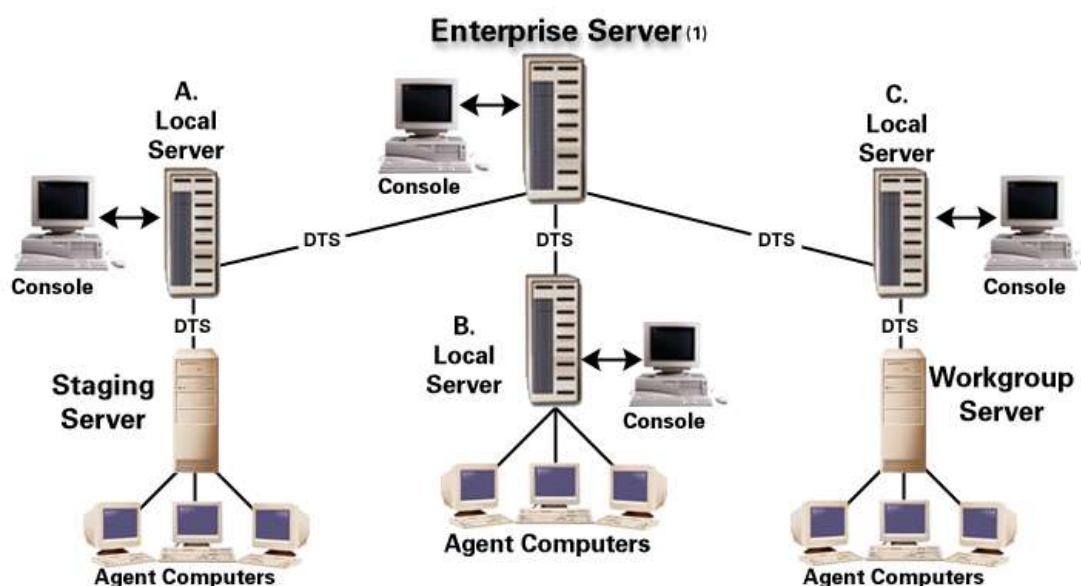 Enterprise Server (1)
A.
Local
Server
Console
C.
Local
Server
Console
Console
DTS
DTS
DTS
DTS
DTS
B.
Local
Server
Console
Staging
Server
Workgroup
Server
Agent Computers
Agent Computers
Agent Computers